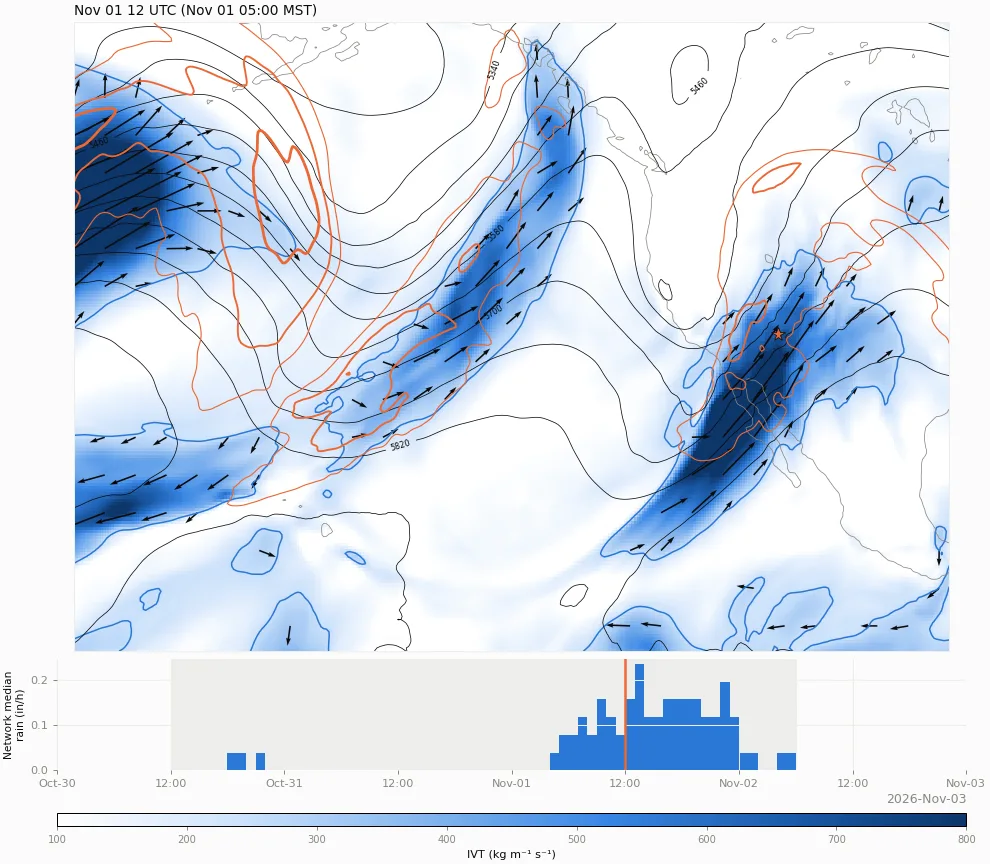 Nov 01 12 UTC (Nov 01 05:00 MST)
5340
5460
5460
5580
5700
5820
Network median
rain (in/h)
0.2
0.1
0.0
Oct-30
12:00
Oct-31
12:00
Nov-01
12:00
Nov-02
12:00
Nov-03
2026-Nov-03
100
200
300
400
500
600
700
800
IVT (kg m⁻¹ s⁻¹)